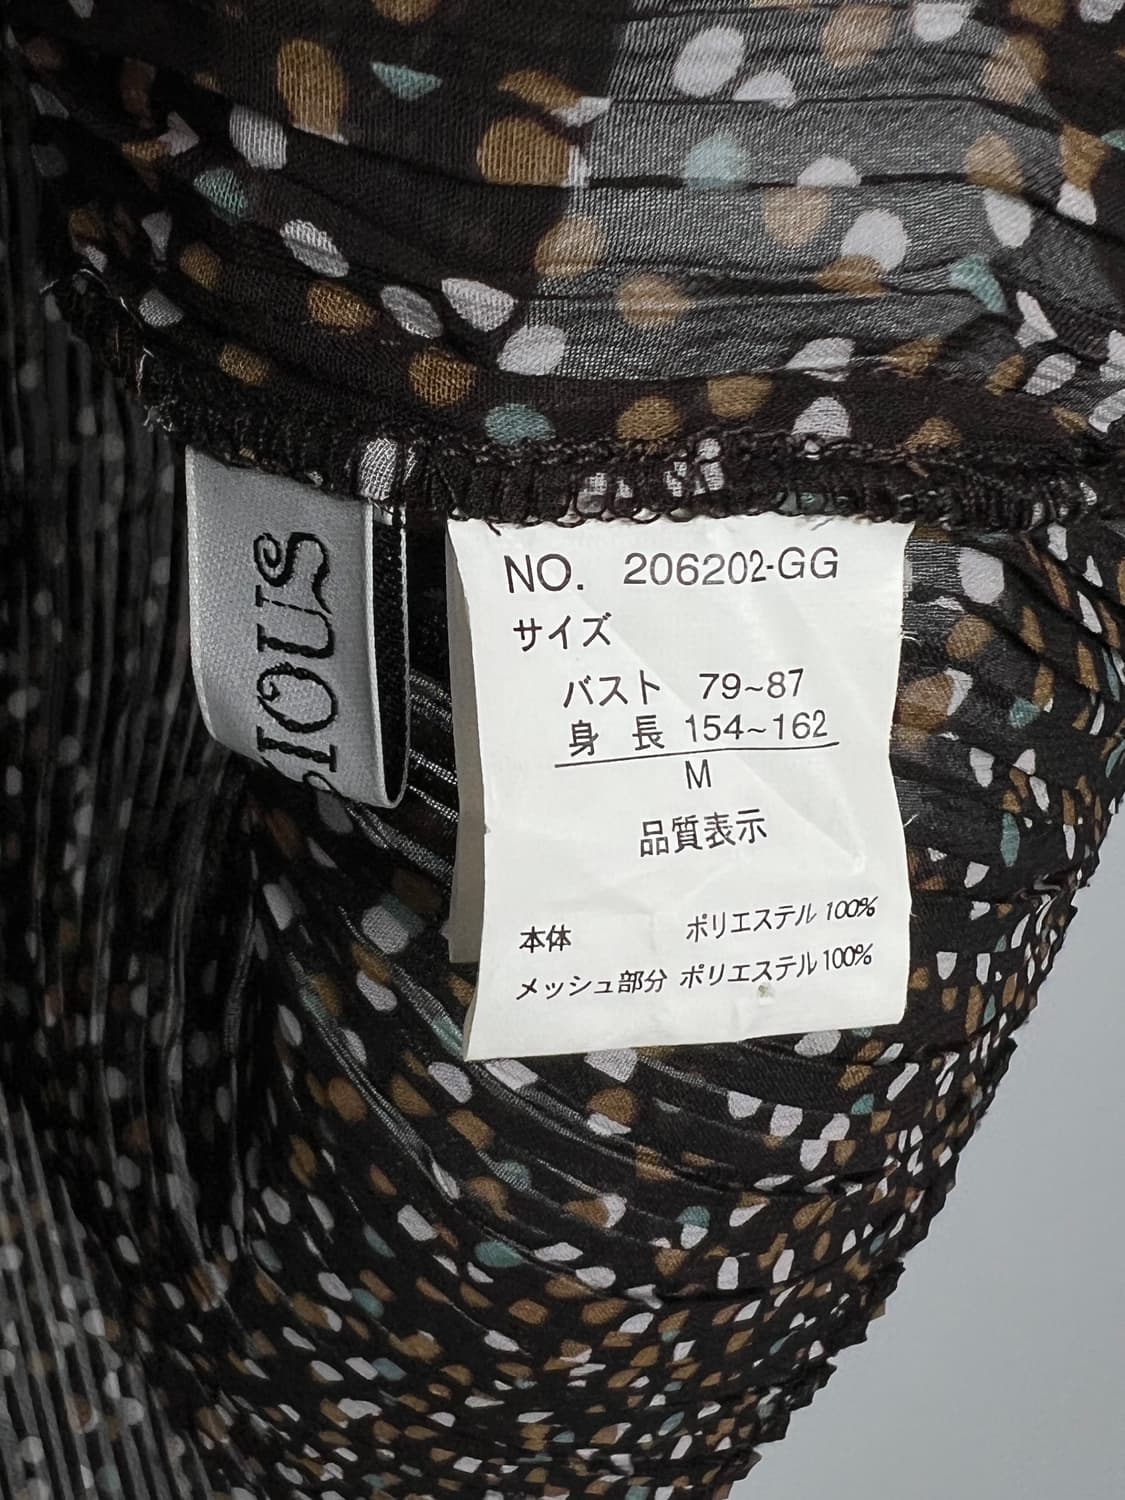 NO. 206202-GG
サイズ
バスト 79~87
身 長 154~162
M
品質表示
本体 ポリエステル 100%
メッシュ部分 ポリエステル 100%